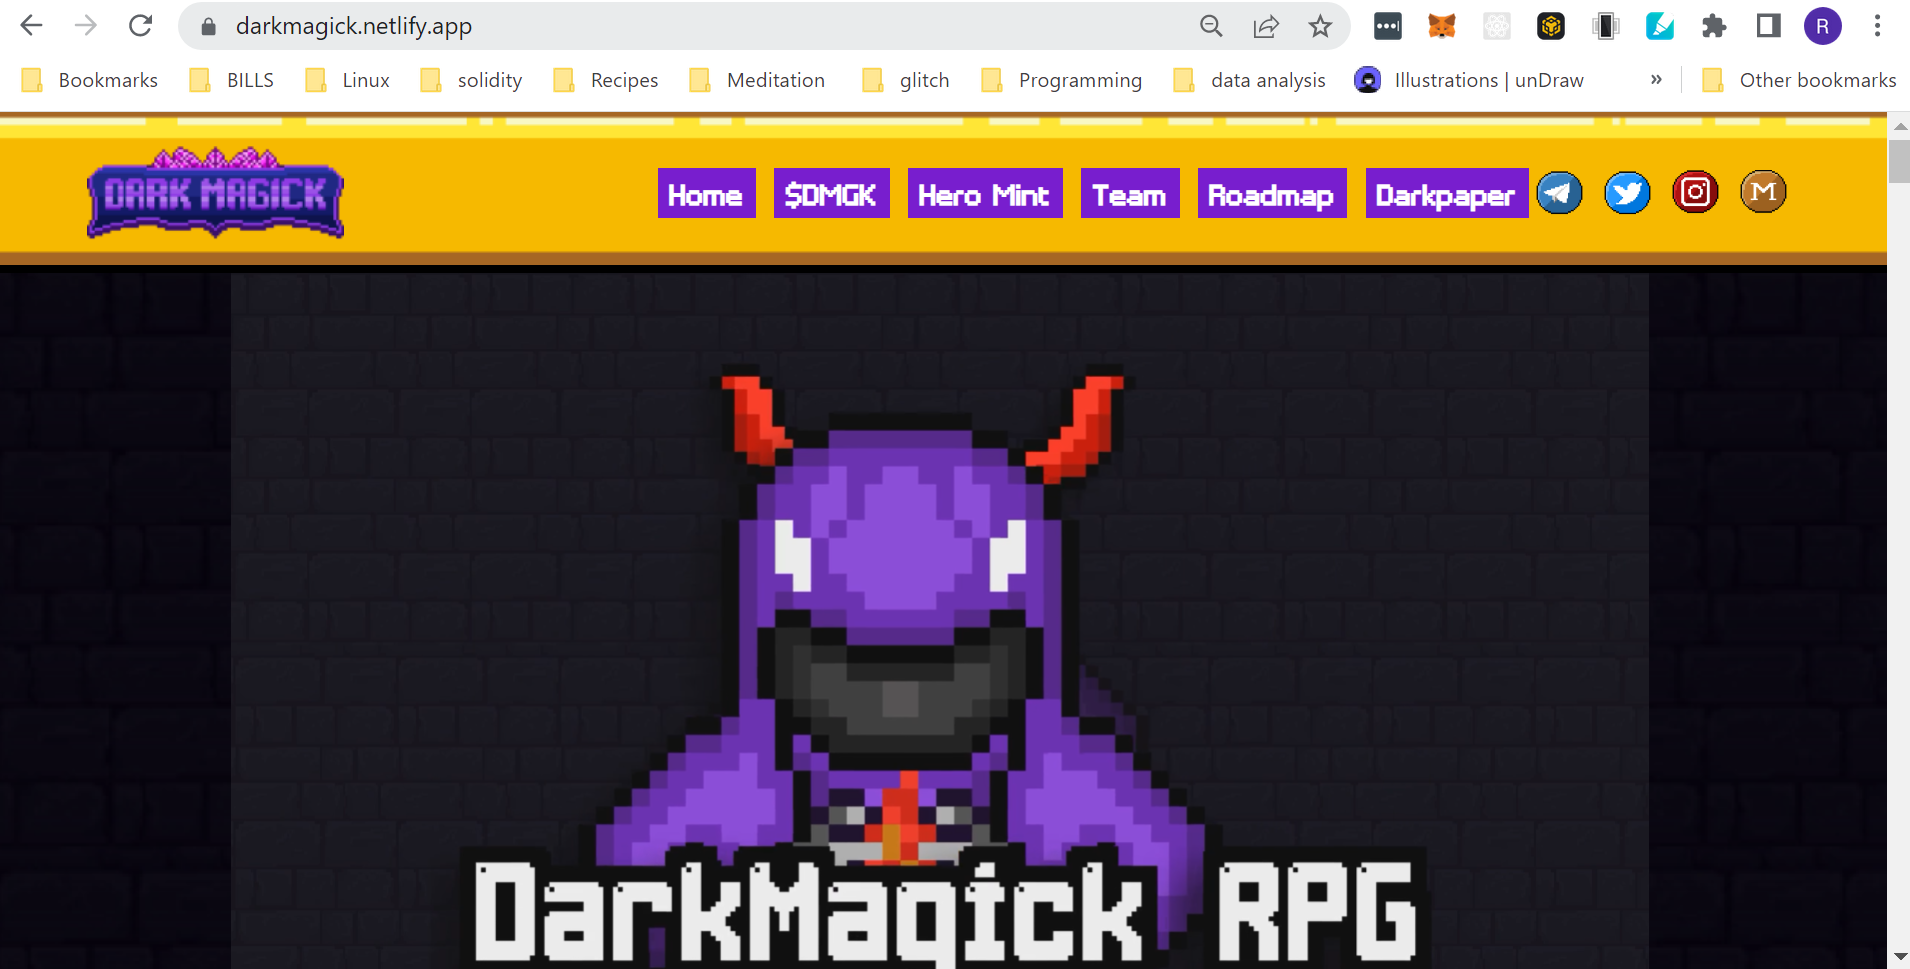 darkmagick.netlify.app
R
Bookmarks BILLS Linux solidity Recipes Meditation glitch Programming data analysis Illustrations | unDraw » Other bookmarks
DARK MAGICK Home $DMGK Hero Mint Team Roadmap Darkpaper M
DarkMagick RPG